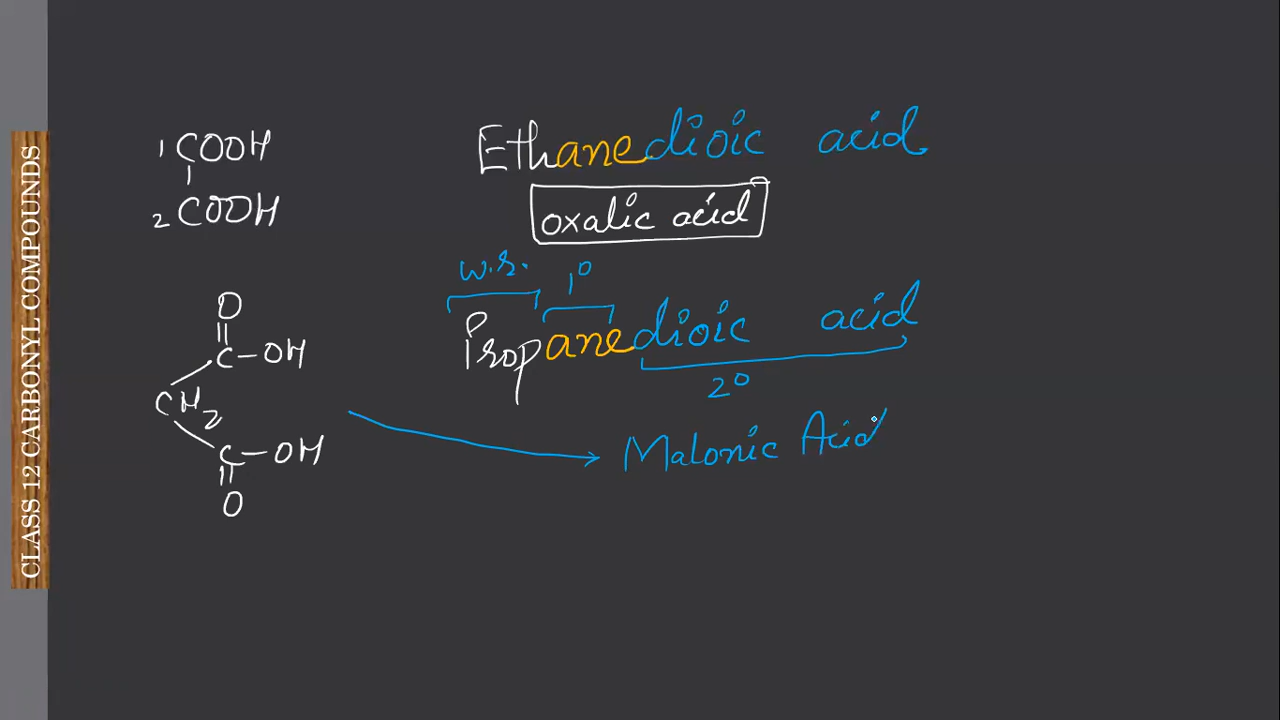 CLASS 12 CARBONYL COMPOUNDS
1 COOH
2 COOH
Ethanedioic acid
oxalic acid
w.r. 1°
Propanedioic acid
2°
O
C-OH
CH2
C-OH
O
Malonic Acid